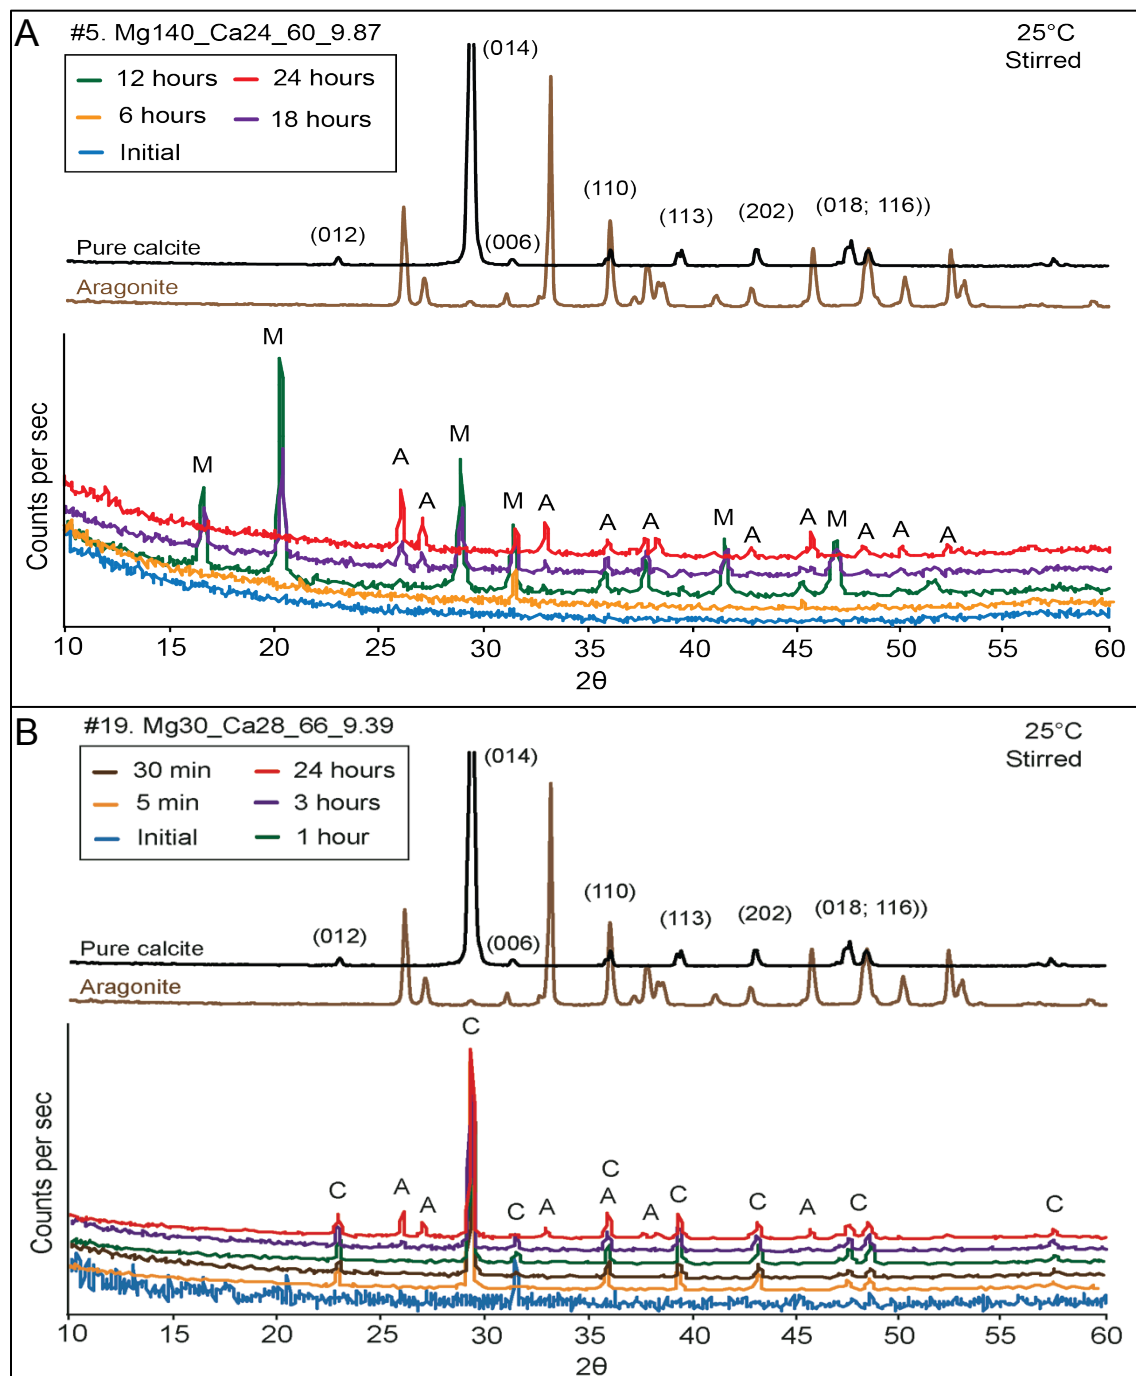 A #5. Mg140_Ca24_60_9.87
25°C
Stirred
12 hours 24 hours
6 hours 18 hours
Initial
(014)
(110)
(113) (202) (018; 116))
(012) (006)
Pure calcite
Aragonite
M
M
A
M
A
M
A
A
A
M
A
A
M
A
A
A
Counts per sec
10 15 20 25 30 35 40 45 50 55 60
2θ
B #19. Mg30_Ca28_66_9.39
25°C
Stirred
30 min 24 hours
5 min 3 hours
Initial 1 hour
(014)
(110)
(113) (202) (018; 116))
(012) (006)
Pure calcite
Aragonite
C
C
C A A C A A A C C A C C
Counts per sec
10 15 20 25 30 35 40 45 50 55 60
2θ